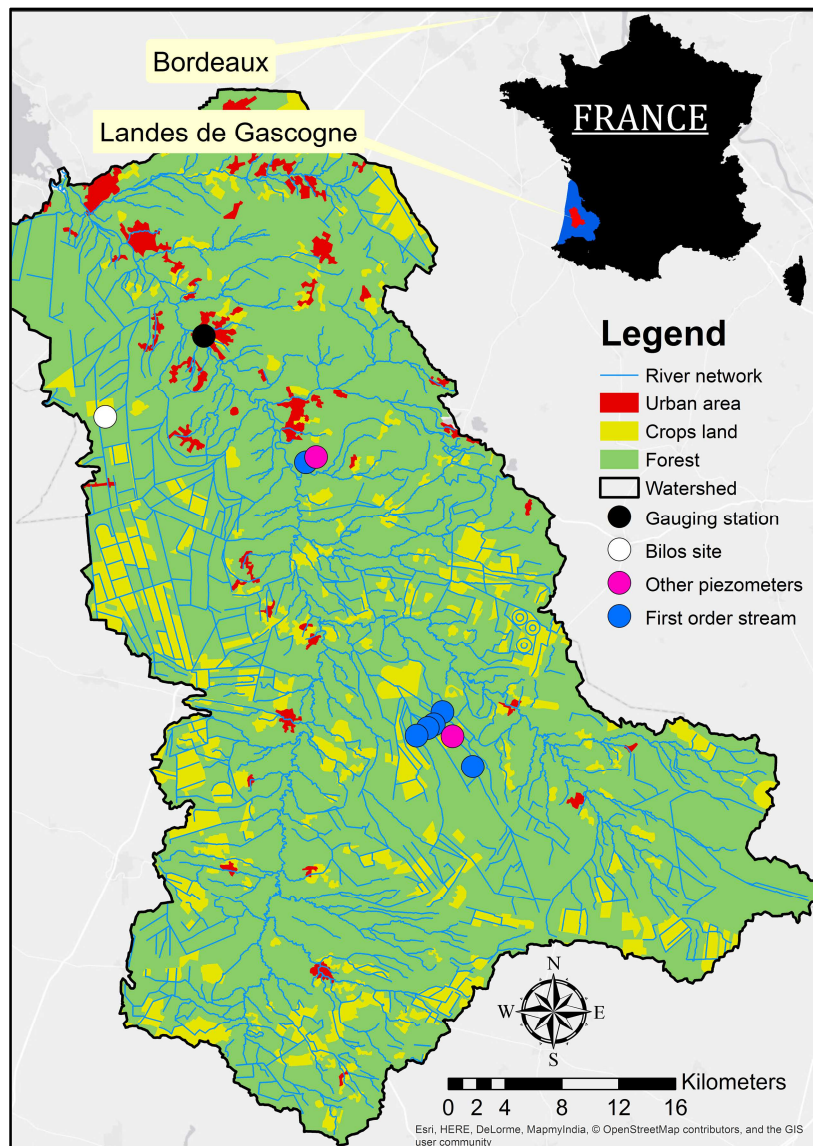 Bordeaux
Landes de Gascogne
FRANCE
Legend
River network
Urban area
Crops land
Forest
Watershed
Gauging station
Bilos site
Other piezometers
First order stream
N
W
E
S
Kilometers
0 2 4 8 12 16
Esri, HERE, DeLorme, MapmyIndia, © OpenStreetMap contributors, and the GIS
user community